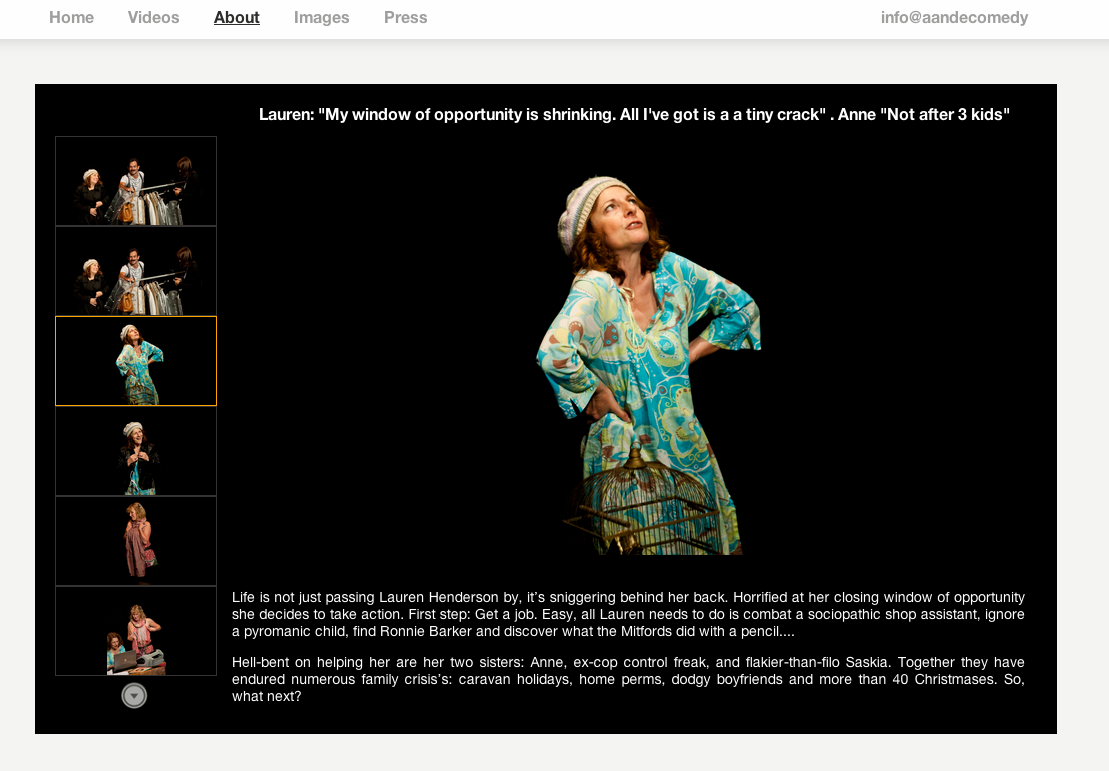 Home Videos About Images Press info@aandecomedy
Lauren: "My window of opportunity is shrinking. All I've got is a a tiny crack" . Anne "Not after 3 kids"
Life is not just passing Lauren Henderson by, it’s sniggering behind her back. Horrified at her closing window of opportunity
she decides to take action. First step: Get a job. Easy, all Lauren needs to do is combat a sociopathic shop assistant, ignore
a pyromanic child, find Ronnie Barker and discover what the Mitfords did with a pencil....
Hell-bent on helping her are her two sisters: Anne, ex-cop control freak, and flakier-than-filo Saskia. Together they have
endured numerous family crisis’s: caravan holidays, home perms, dodgy boyfriends and more than 40 Christmases. So,
what next?